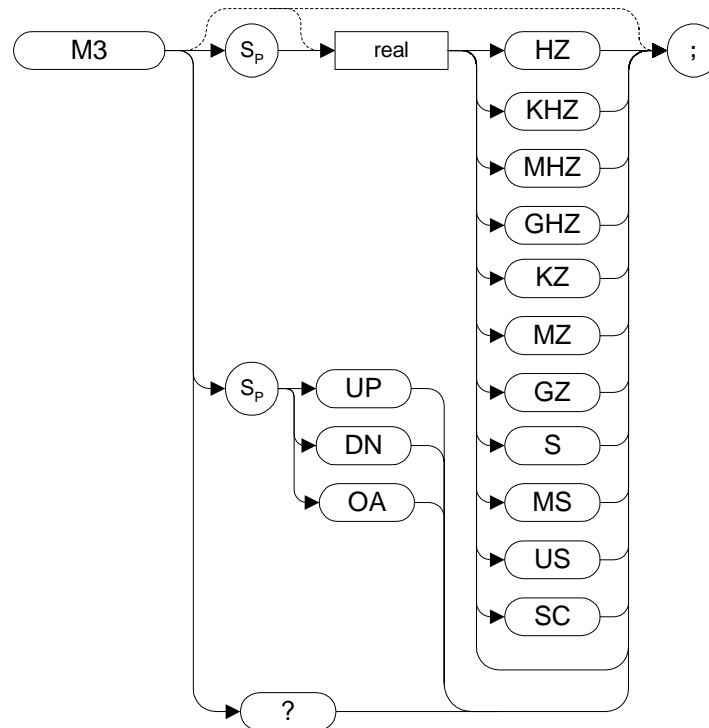 M3 SP real HZ ;
KHZ
MHZ
GHZ
KZ
MZ
SP UP GZ
DN S
OA MS
US
SC
?